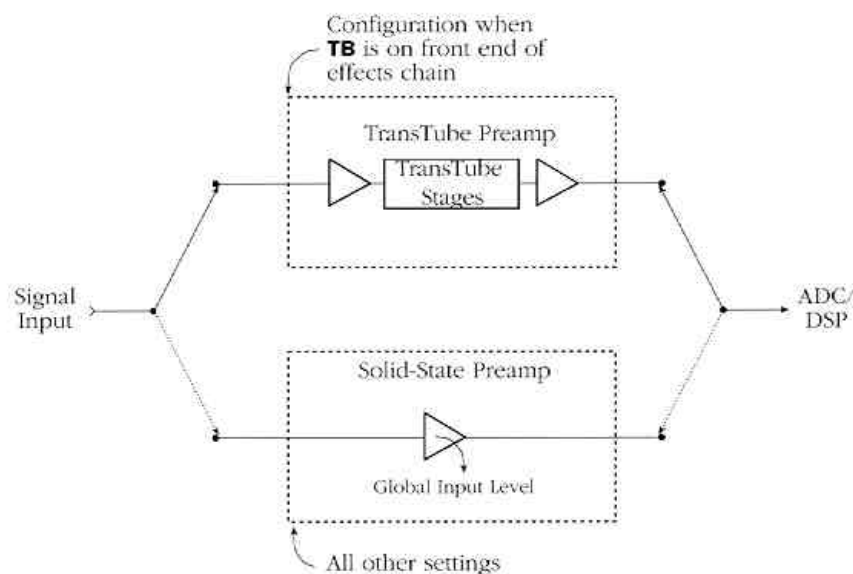 Configuration when
TB is on front end of
effects chain
TransTube Preamp
TransTube
Stages
Signal
Input
ADC/
DSP
Solid-State Preamp
Global Input Level
All other settings